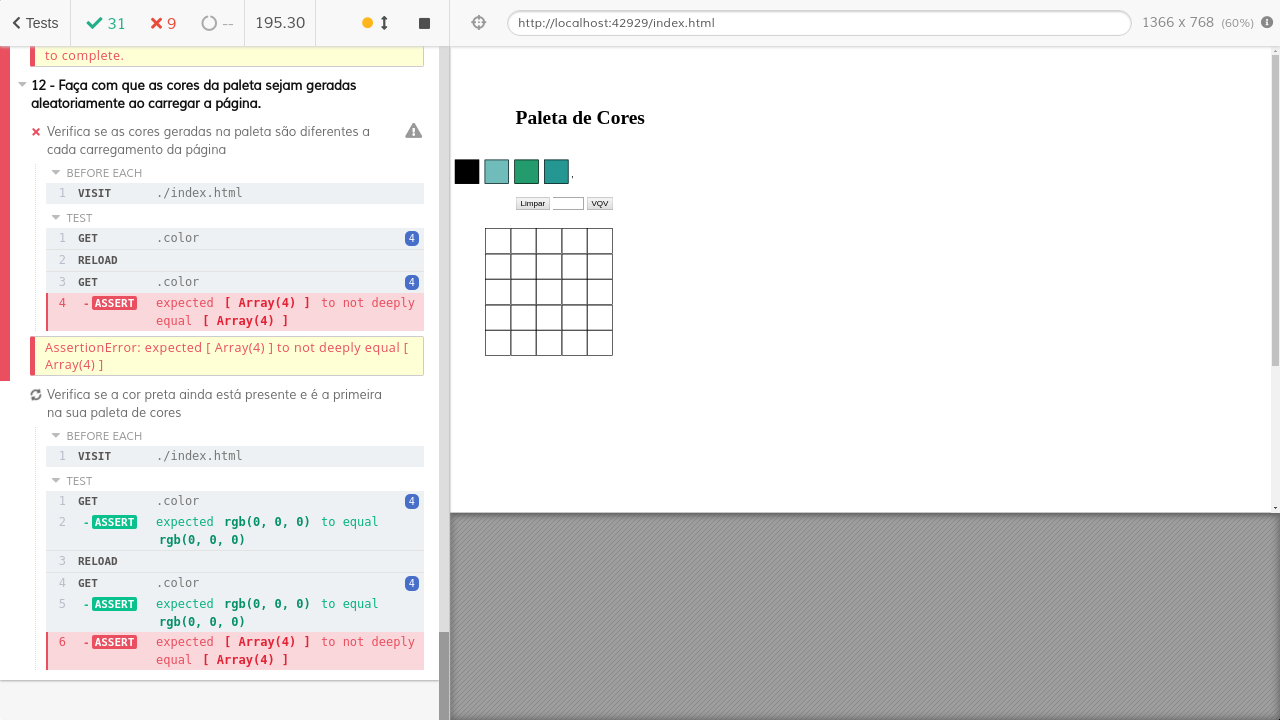 Tests 31 9 -- 195.30 http://localhost:42929/index.html 1366 x 768 (60%)
to complete.
12 - Faça com que as cores da paleta sejam geradas
aleatoriamente ao carregar a página.
Verifica se as cores geradas na paleta são diferentes a
cada carregamento da página
BEFORE EACH
1 VISIT ./index.html
TEST
1 GET .color 4
2 RELOAD
3 GET .color 4
4 -ASSERT expected [ Array(4) ] to not deeply
equal [ Array(4) ]
AssertionError: expected [ Array(4) ] to not deeply equal [
Array(4) ]
Verifica se a cor preta ainda está presente e é a primeira
na sua paleta de cores
BEFORE EACH
1 VISIT ./index.html
TEST
1 GET .color 4
2 -ASSERT expected rgb(0, 0, 0) to equal
rgb(0, 0, 0)
3 RELOAD
4 GET .color 4
5 -ASSERT expected rgb(0, 0, 0) to equal
rgb(0, 0, 0)
6 -ASSERT expected [ Array(4) ] to not deeply
equal [ Array(4) ]
Paleta de Cores
,
Limpar VQV